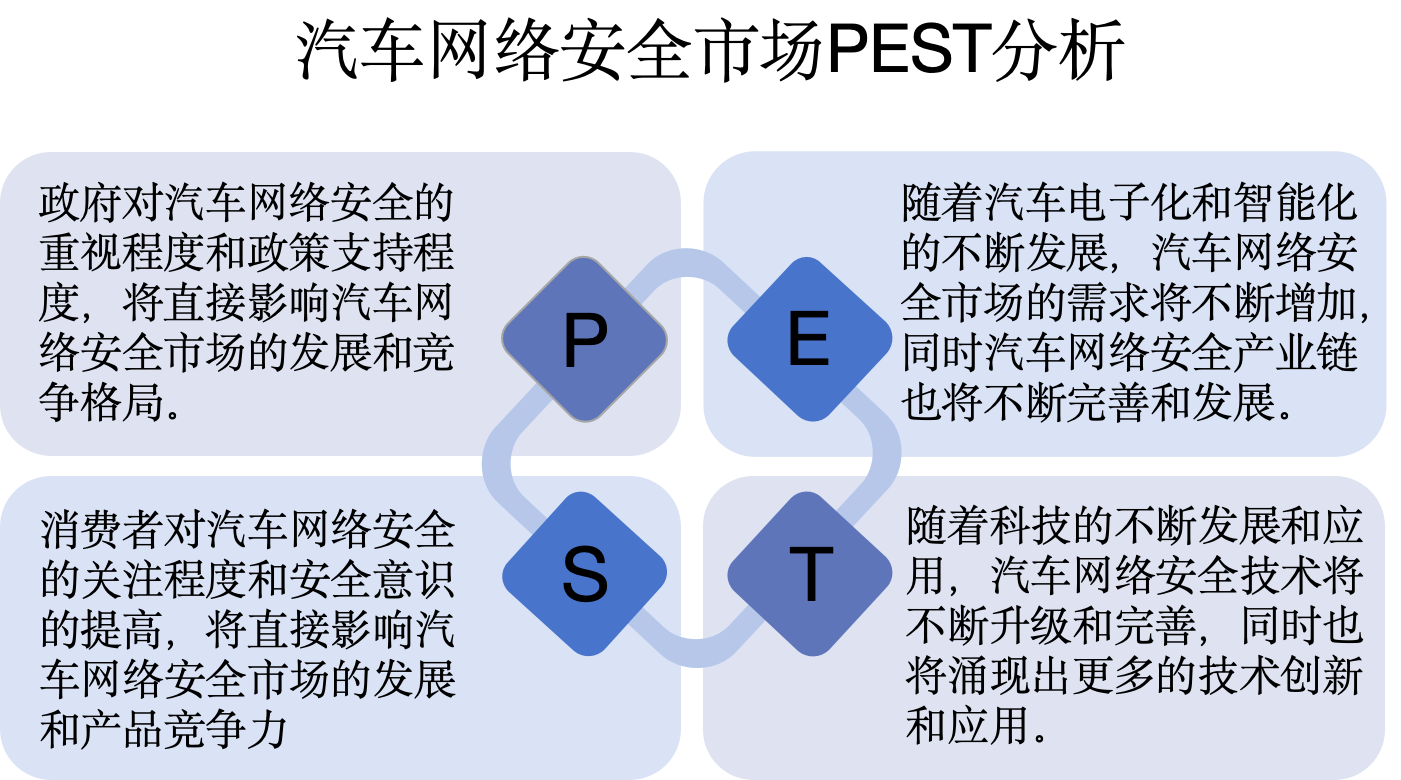 汽车网络安全市场PEST分析
政府对汽车网络安全的
重视程度和政策支持程
度，将直接影响汽车网
络安全市场的发展和竞
争格局。
P
E
随着汽车电子化和智能化
的不断发展，汽车网络安
全市场的需求将不断增加，
同时汽车网络安全产业链
也将不断完善和发展。
消费者对汽车网络安全
的关注程度和安全意识
的提高，将直接影响汽
车网络安全市场的发展
和产品竞争力
S
T
随着科技的不断发展和应
用，汽车网络安全技术将
不断升级和完善，同时也
将涌现出更多的技术创新
和应用。